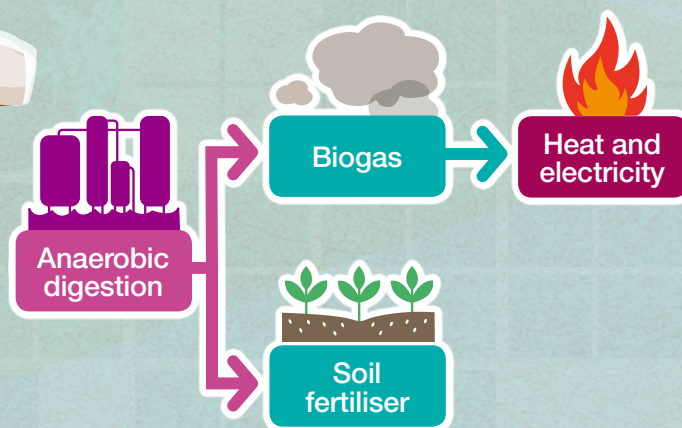 Biogas
Heat and
electricity
Anaerobic
digestion
Soil
fertiliser